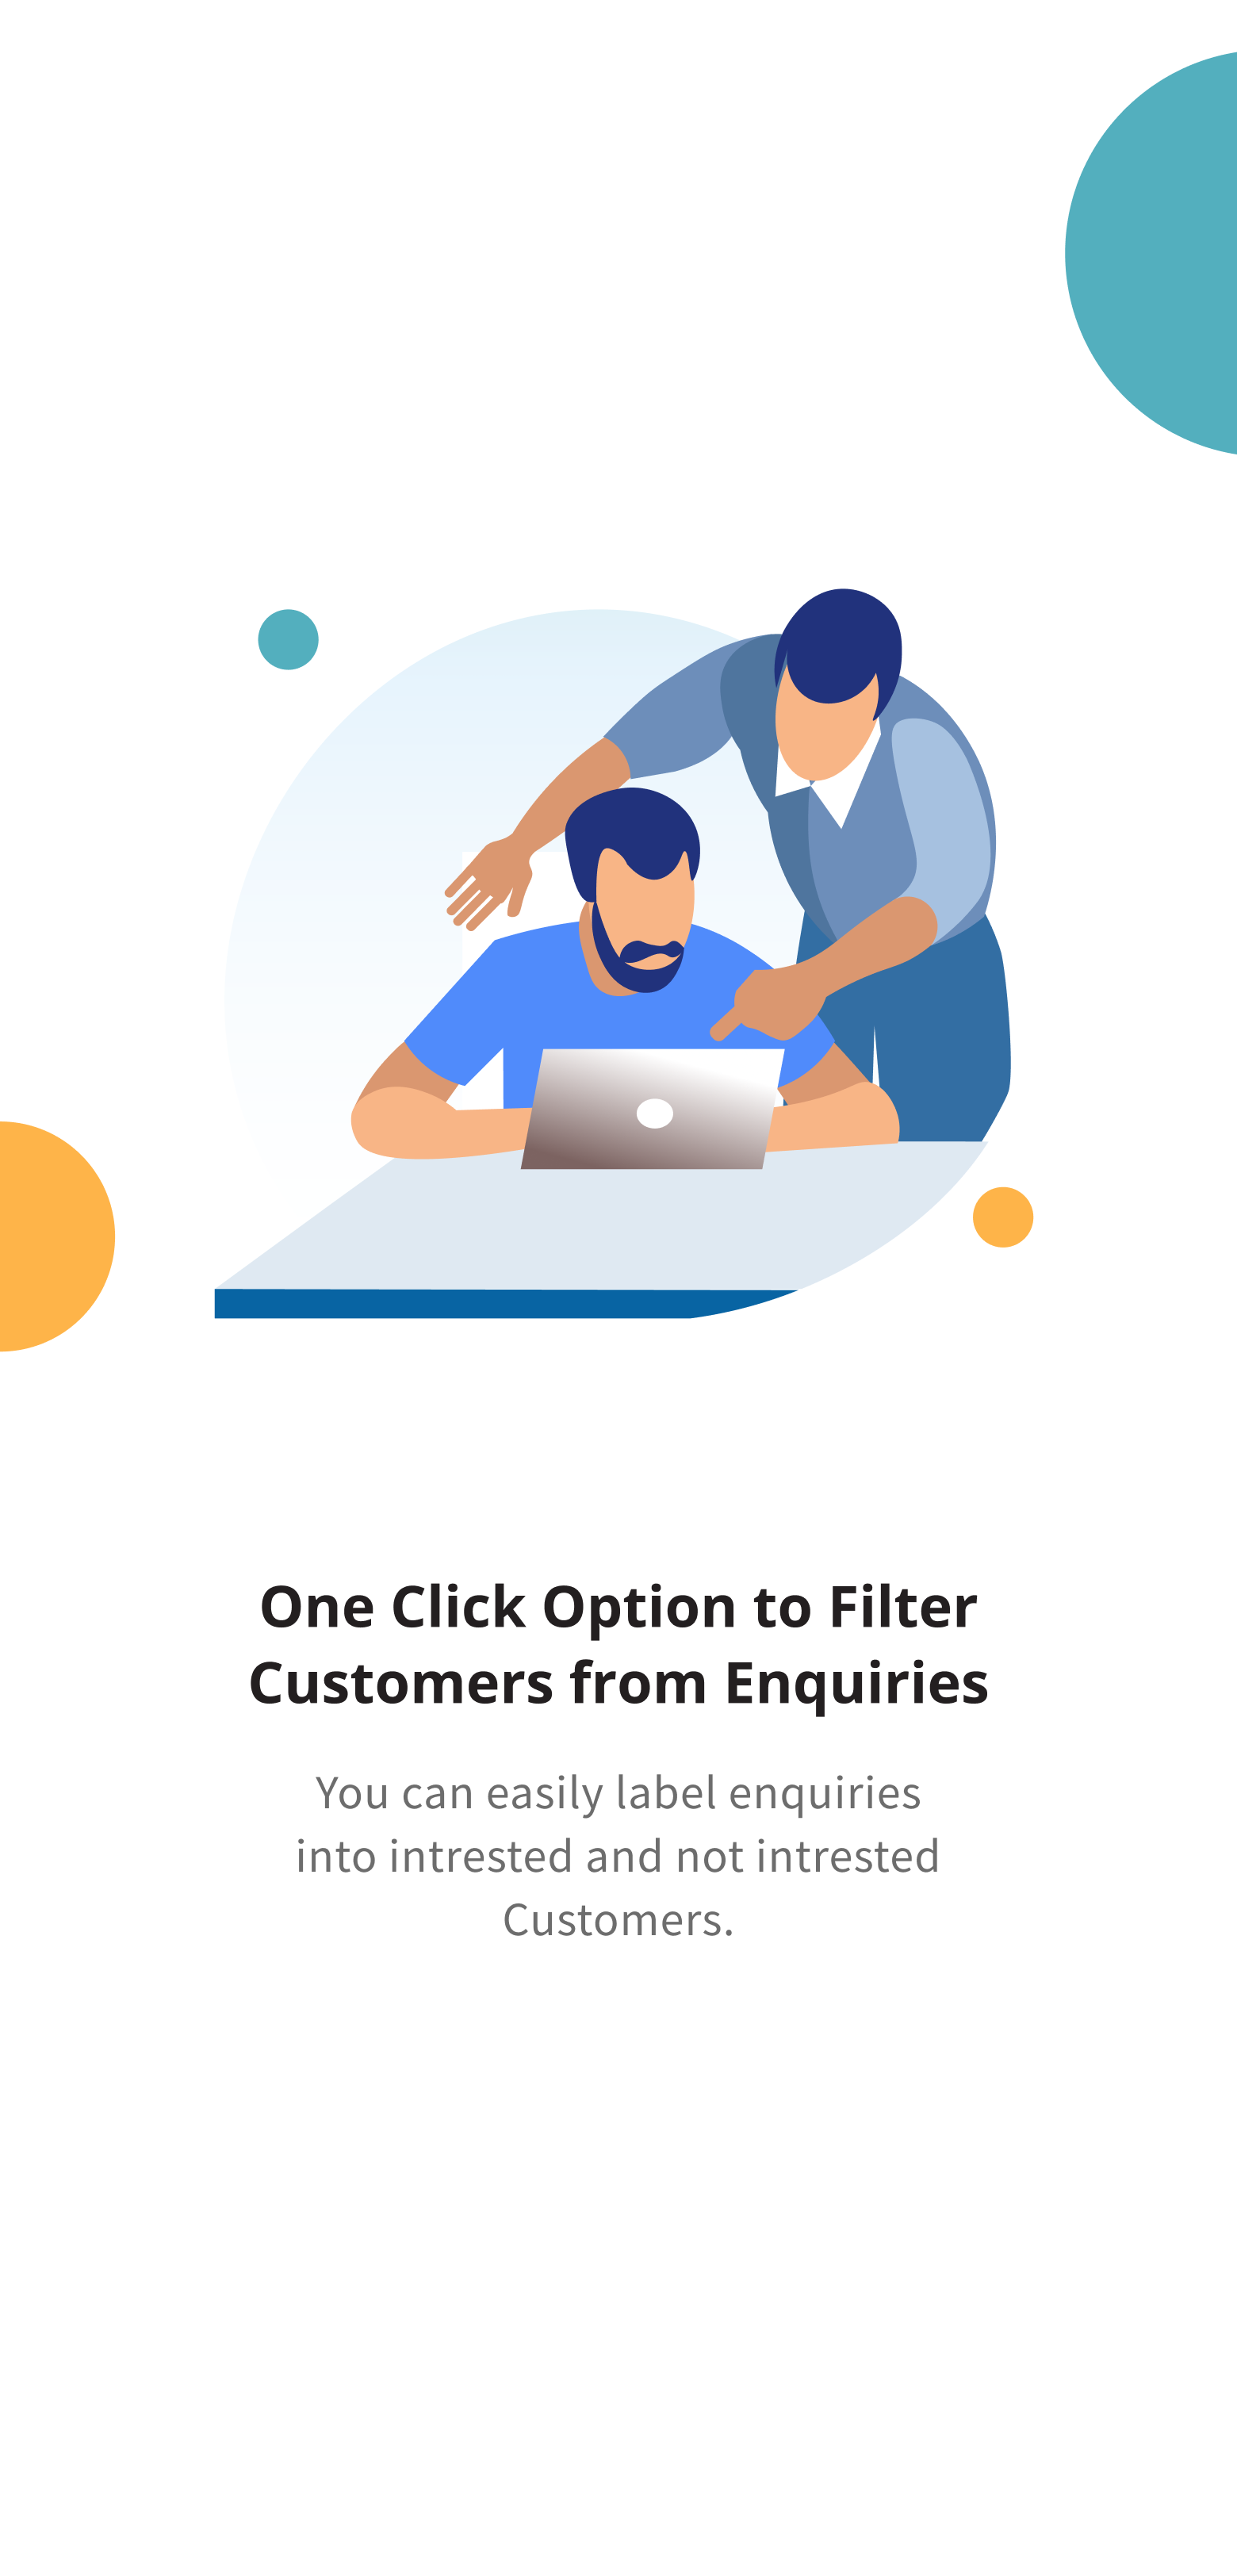 One Click Option to Filter
Customers from Enquiries
You can easily label enquiries
into intrested and not intrested
Customers.